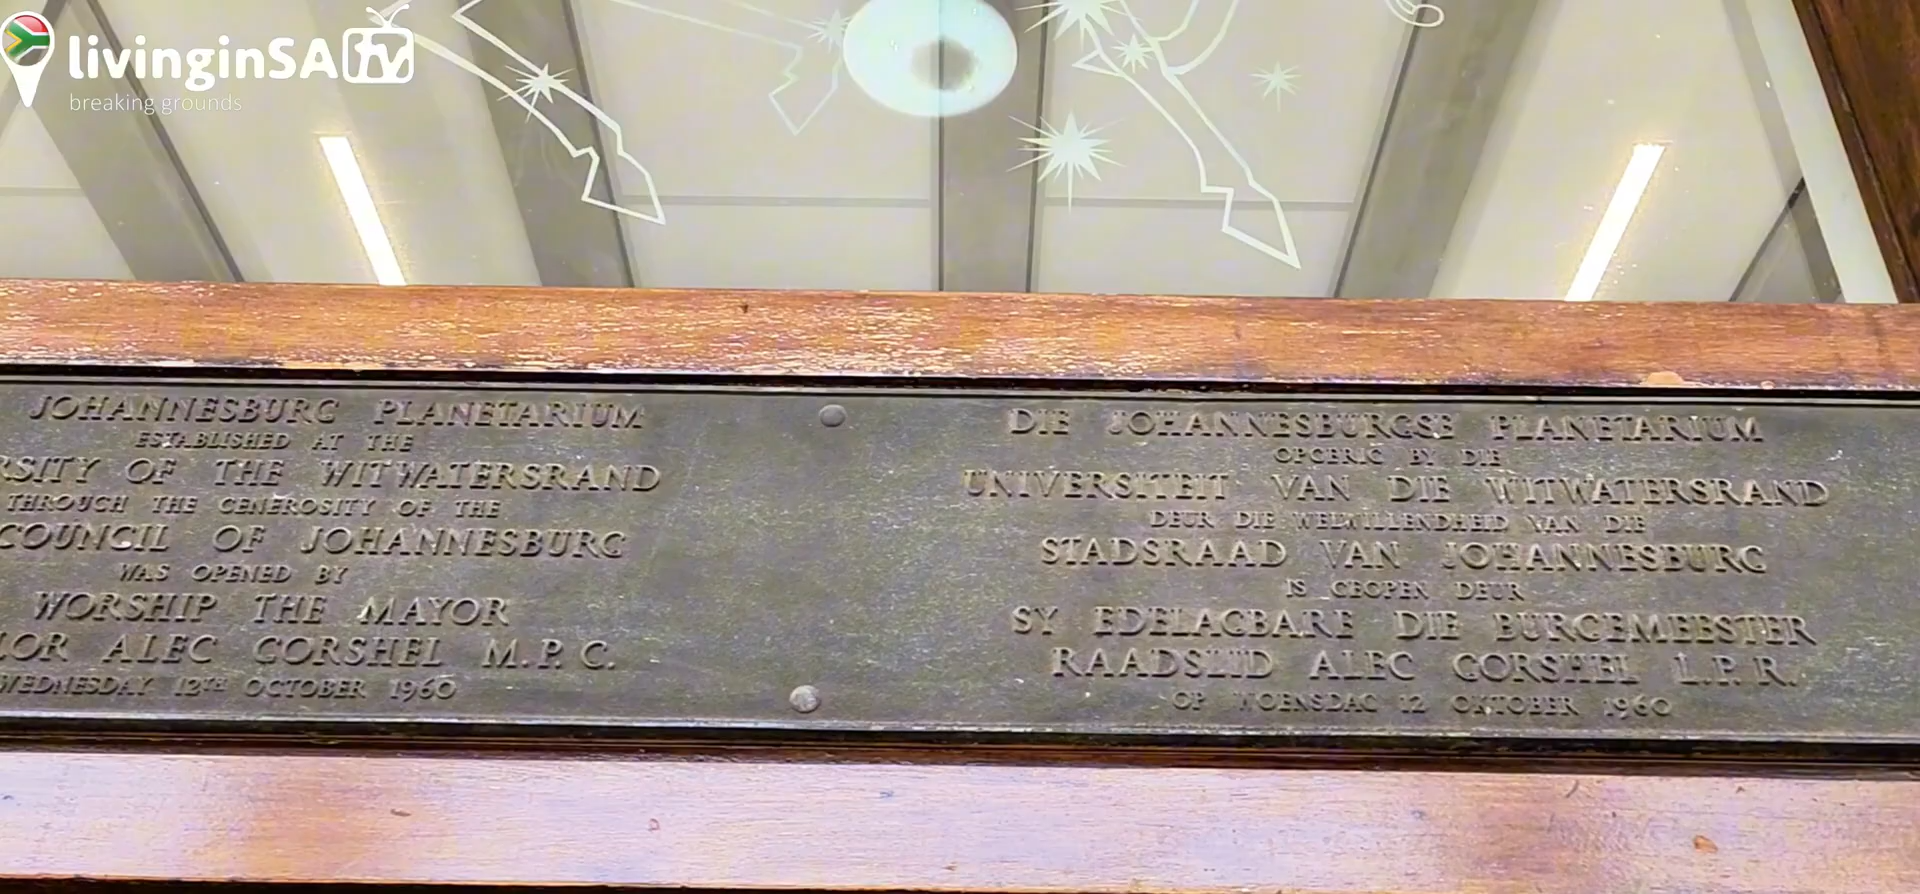 livinginSA tv
breaking grounds
JOHANNESBURG PLANETARIUM
ESTABLISHED AT THE
RSITY OF THE WITWATERSRAND
THROUGH THE GENEROSITY OF THE
COUNCIL OF JOHANNESBURG
WAS OPENED BY
WORSHIP THE MAYOR
LOR ALEC GORSHEL M.P.C.
WEDNESDAY 12TH OCTOBER 1960
DIE JOHANNESBURGSE PLANETARIUM
OPGERIG BY DIE
UNIVERSITEIT VAN DIE WITWATERSRAND
DEUR DIE WELWILLENDHEID VAN DIE
STADSRAAD VAN JOHANNESBURG
IS GEOPEN DEUR
SY EDELAGBARE DIE BURGEMEESTER
RAADSLID ALEC GORSHEL L.P.R.
OP WOENSDAG 12 OKTOBER 1960